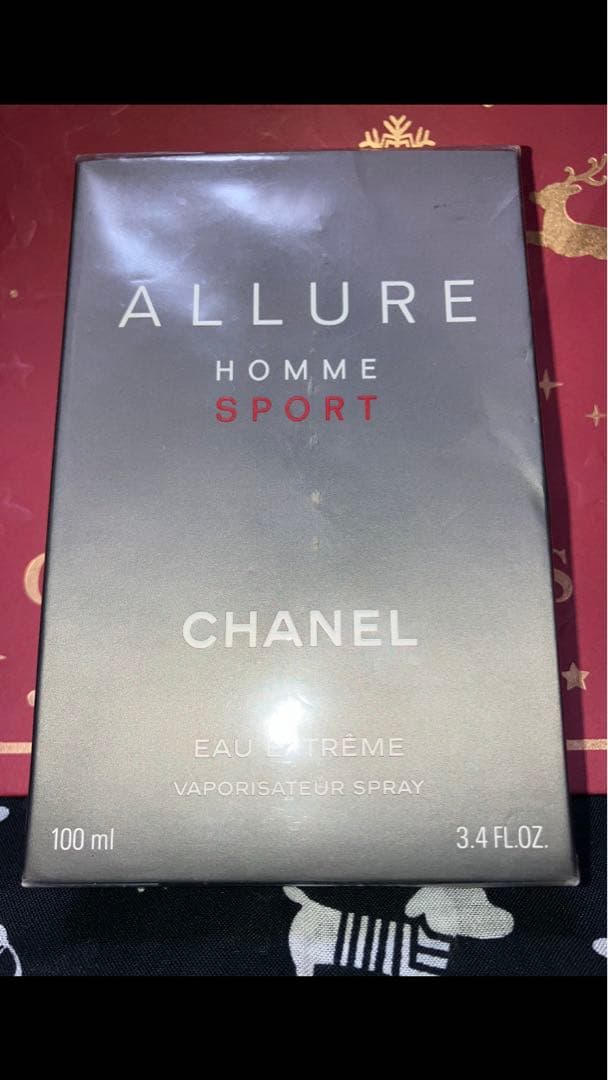 ALLURE
HOMME
SPORT
CHANEL
EAU EXTRÊME
VAPORISATEUR SPRAY
100 ml
3.4 FL.OZ.